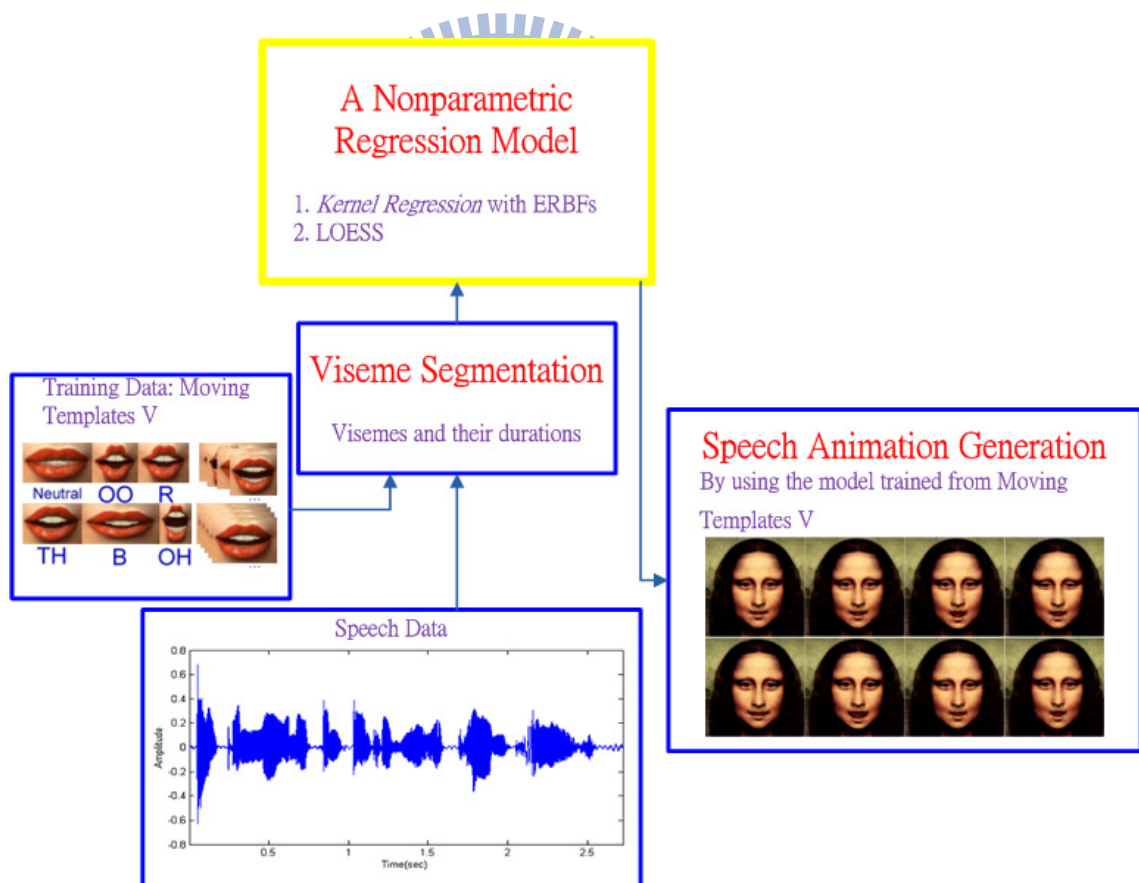 A Nonparametric
Regression Model
1. Kernel Regression with ERBFs
2. LOESS
Viseme Segmentation
Visemes and their durations
Training Data: Moving
Templates V
Neutral OO R
...
TH B OH
...
Speech Data
0.8
0.6
0.4
0.2
0
-0.2
-0.4
-0.6
-0.8
Amplitude
0.5 1 1.5 2 2.5
Time(sec)
Speech Animation Generation
By using the model trained from Moving
Templates V